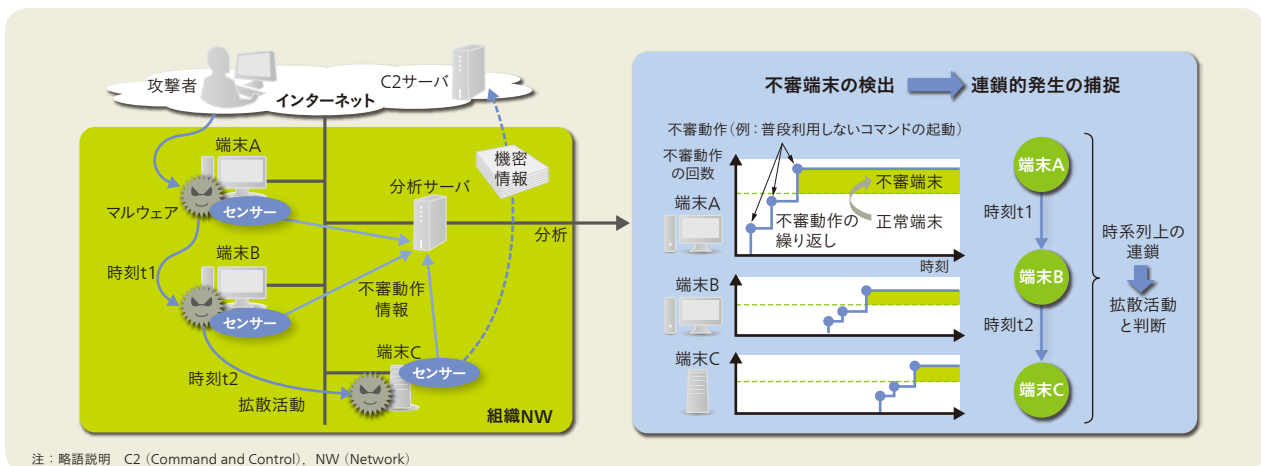 攻撃者
C2サーバ
インターネット
端末A
マルウェア
センサー
分析サーバ
機密
情報
分析
時刻t1
端末B
センサー
不審動作
情報
時刻t2
拡散活動
端末C
センサー
組織NW
不審端末の検出
連鎖的発生の捕捉
不審動作(例:普段利用しないコマンドの起動)
不審動作
の回数
端末A
不審端末
正常端末
不審動作の
繰り返し
時刻
端末B
端末C
端末A
時刻t1
端末B
時刻t2
端末C
時系列上の
連鎖
拡散活動
と判断
注:略語説明 C2(Command and Control),NW(Network)